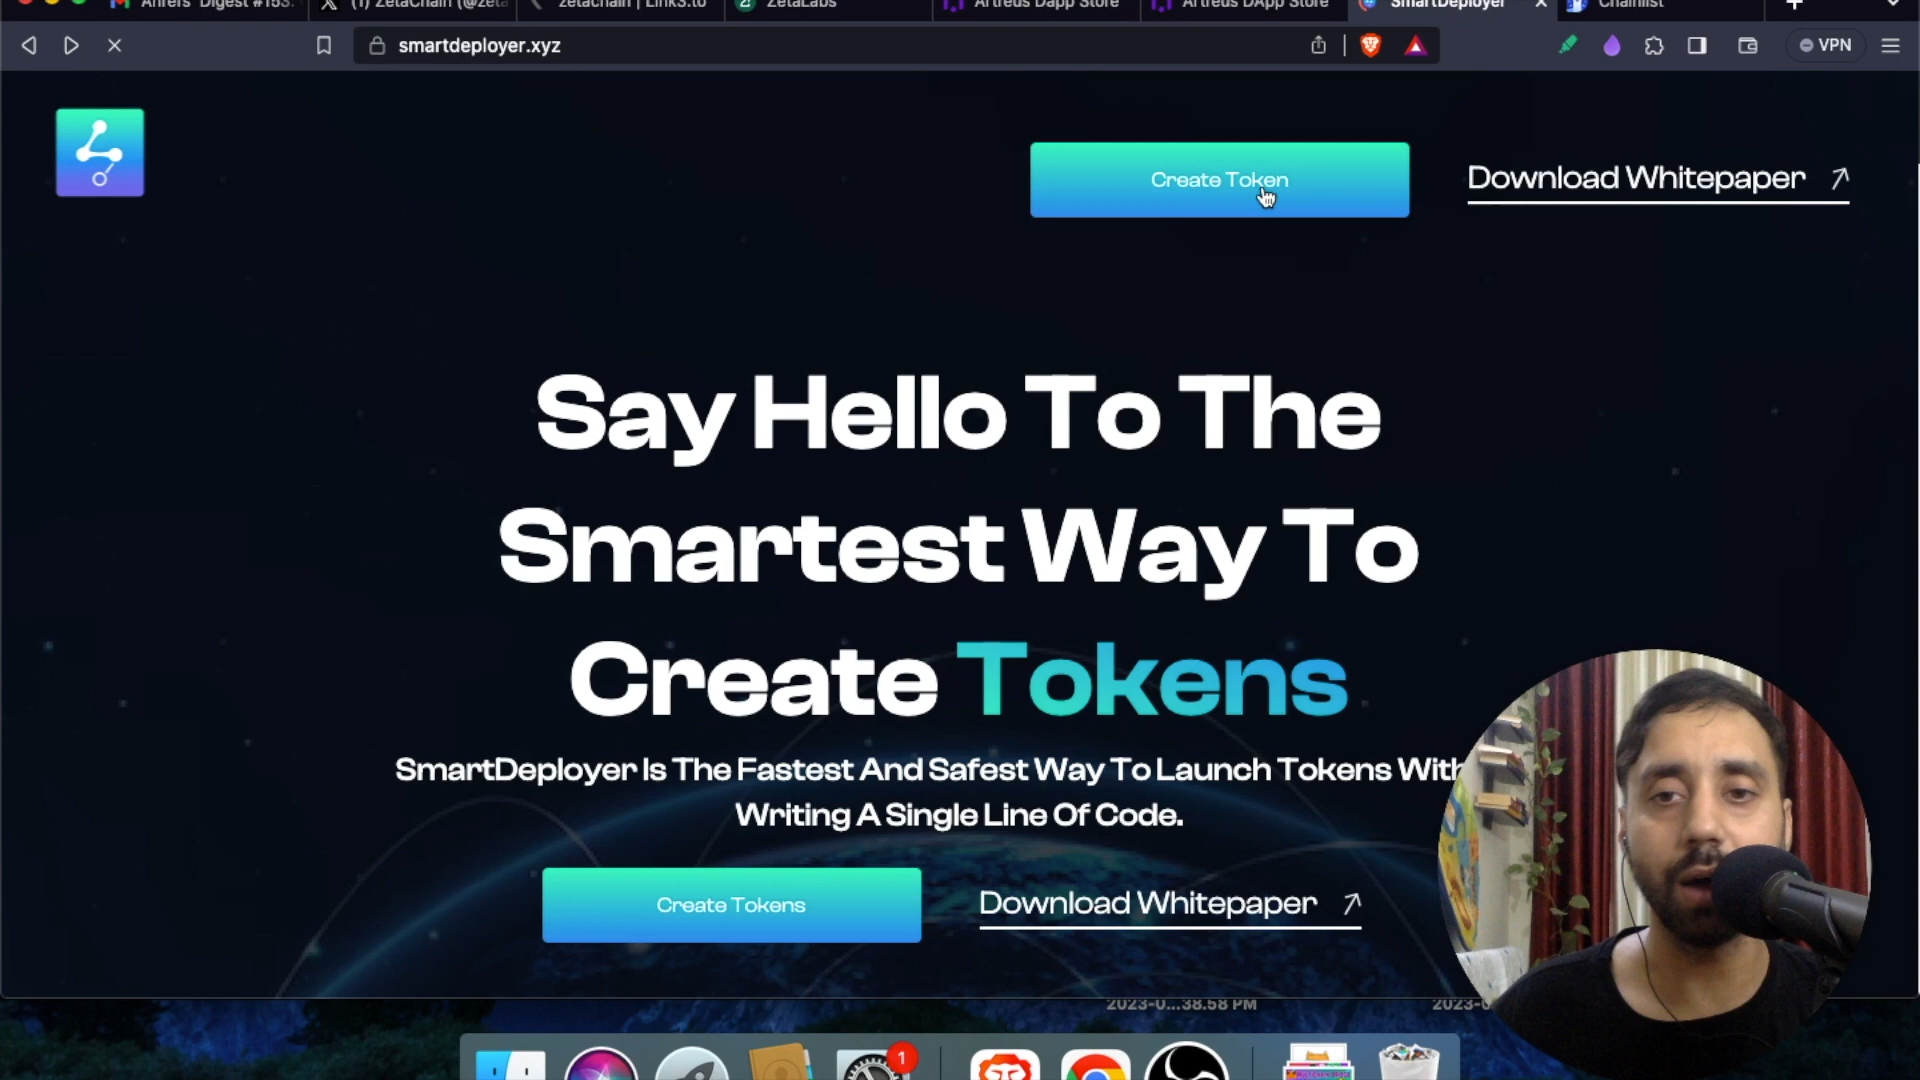 Ahrefs' Digest #153:
(1) ZetaChain (@zeta
zetachain | Link3.to
ZetaLabs
Artreus Dapp Store
Artreus DApp Store
SmartDeployer
Chainlist
smartdeployer.xyz
VPN
Create Token
Download Whitepaper
Say Hello To The
Smartest Way To
Create Tokens
SmartDeployer Is The Fastest And Safest Way To Launch Tokens With
Writing A Single Line Of Code.
Create Tokens
Download Whitepaper
2023-0...38.58 PM
2023-0
1